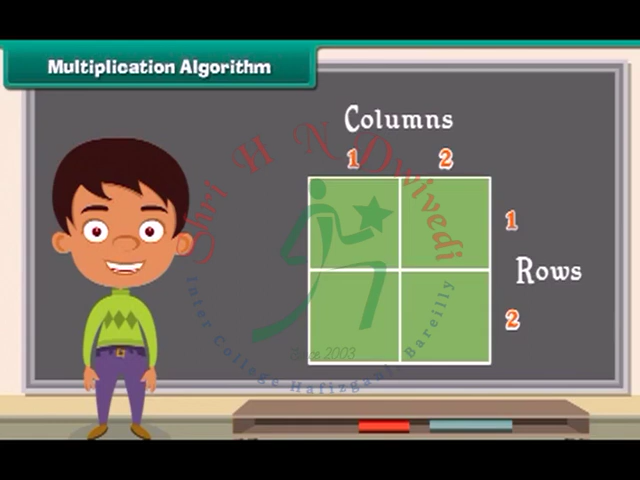 Multiplication Algorithm
Columns
1 2
1
Rows
2
Shri H N Dwivedi
Inter College Hafizganj, Bareilly
Since 2003